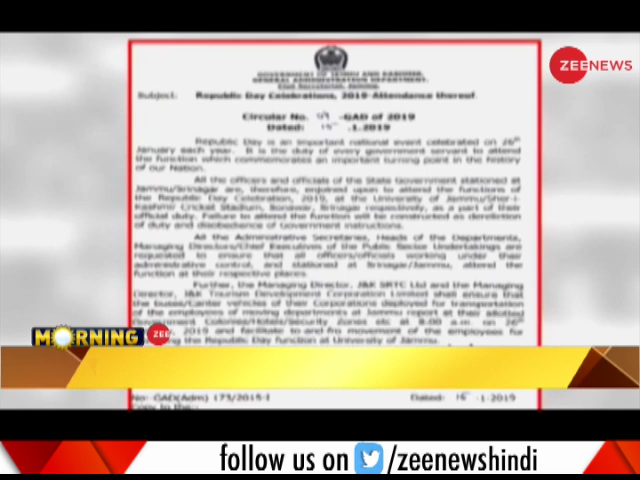 ZEENEWS
GOVERNMENT OF JAMMU AND KASHMIR,
GENERAL ADMINISTRATION DEPARTMENT,
Civil Secretariat, Jammu.
Subject: Republic Day Celebrations, 2019-Attendance thereof.
Circular No. -GAD of 2019
Dated: 15 .1.2019
Republic Day is an important national event celebrated on 26th
January each year. It is the duty of every government servant to attend
the function which commemorates an important turning point in the history
of our Nation.
All the officers and officials of the State Government stationed at
Jammu/Srinagar are, therefore, enjoined upon to attend the functions of
the Republic Day Celebration, 2019, at the University of Jammu/Sher-i-
Kashmir Cricket Stadium, Sonawar, Srinagar respectively, as a part of their
official duty. Failure to attend the function will be constructed as dereliction
of duty and disobedience of Government instructions.
All the Administrative Secretaries, Heads of the Departments,
Managing Directors/Chief Executives of the Public Sector Undertakings are
requested to ensure that all officers/officials working under their
administrative control, and stationed at Srinagar/Jammu, attend the
function at their respective places.
Further, the Managing Director, J&K SRTC Ltd and the Managing
Director, J&K Tourism Development Corporation Limited shall ensure that
the buses/Canter vehicles of their Corporations deployed for transportation
of the employees of moving departments at Jammu report at their allotted
Government Colonies/Hotels/Security Zones etc at 8.00 a.m. on 26th
2019 and facilitate to and fro movement of the employees for
the Republic Day function at University of Jammu.
MORNING ZEE
No: GAD(Adm) 173/2015-I Dated: 15 .1.2019
Copy to the:-
follow us on /zeenewshindi